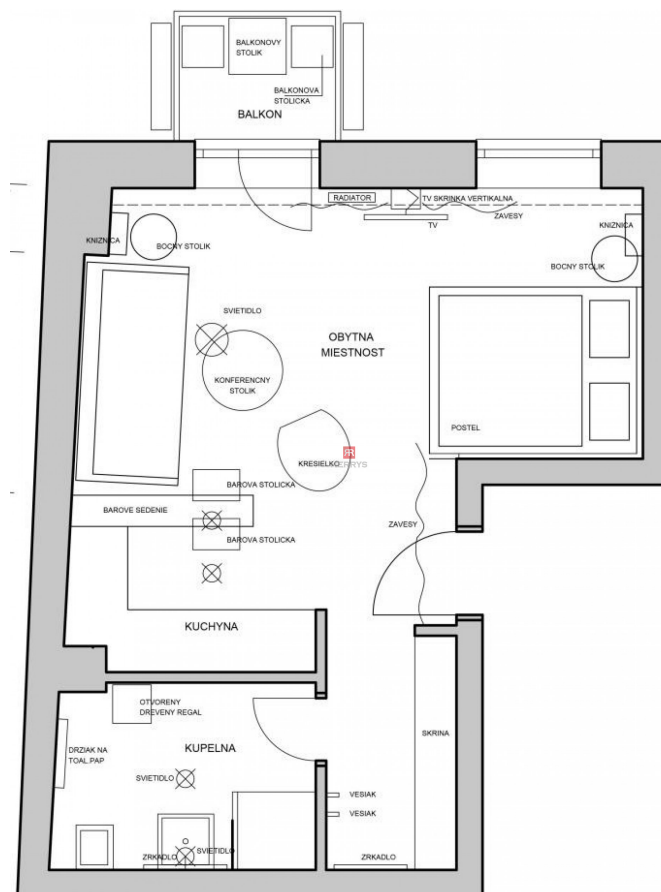 BALKONOVY
STOLIK
BALKONOVA
STOLICKA
BALKON
RADIATOR
TV SKRINKA VERTIKALNA
TV
ZAVESY
KNIZNICA
KNIZNICA
BOCNY STOLIK
BOCNY STOLIK
SVIETIDLO
OBYTNA
MIESTNOST
KONFERENCNY
STOLIK
POSTEL
KRESIELKO
BAROVA STOLICKA
BAROVE SEDENIE
ZAVESY
BAROVA STOLICKA
KUCHYNA
OTVORENY
DREVENY REGAL
DRZIAK NA
TOAL.PAP
KUPELNA
SKRINA
SVIETIDLO
VESIAK
VESIAK
SVIETIDLO
ZRKADLO
ZRKADLO